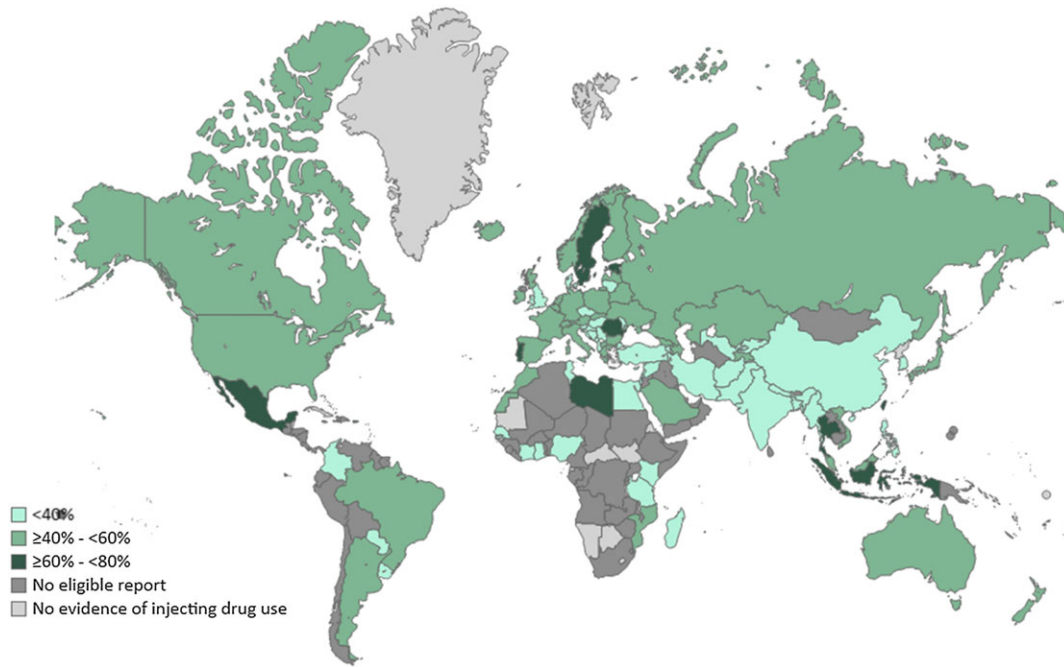 <40%
≥40% - <60%
≥60% - <80%
No eligible report
No evidence of injecting drug use